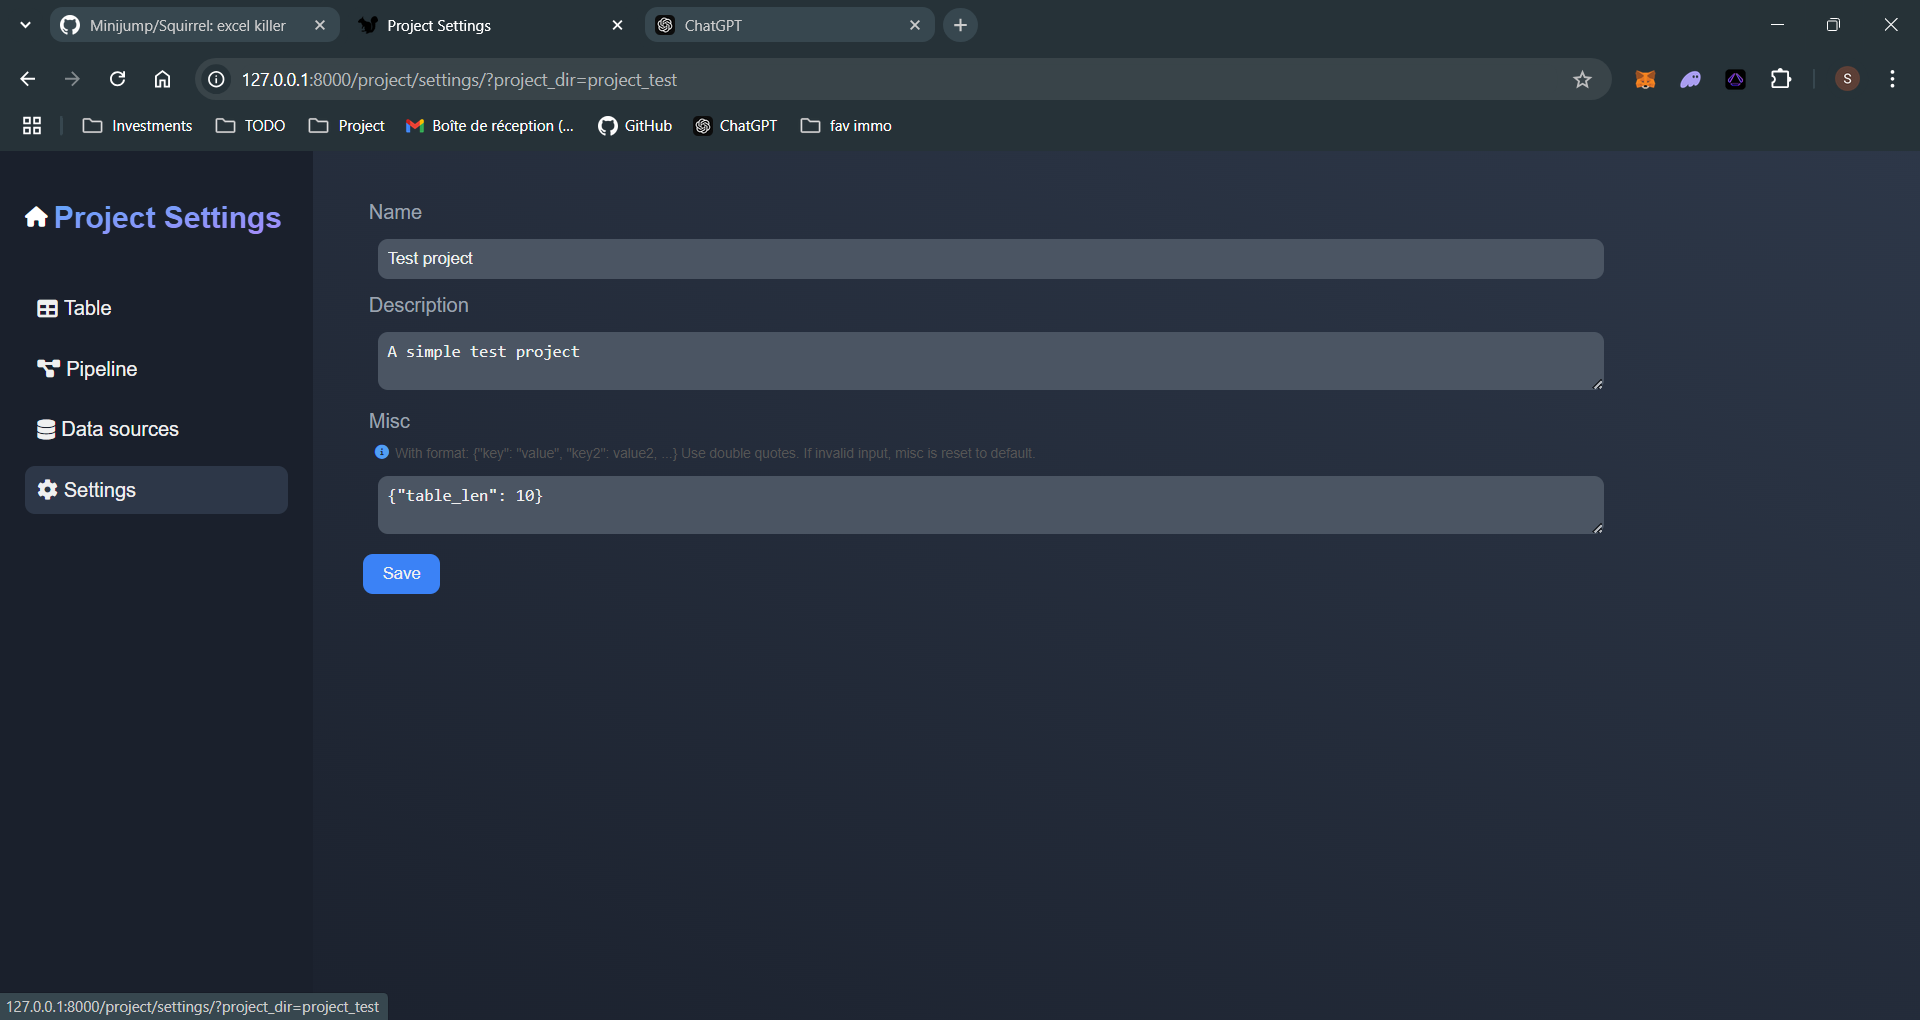 Minijump/Squirrel: excel killer
Project Settings
ChatGPT
127.0.0.1:8000/project/settings/?project_dir=project_test
S
Investments
TODO
Project
Boîte de réception (...
GitHub
ChatGPT
fav immo
Project Settings
Table
Pipeline
Data sources
Settings
Name
Test project
Description
A simple test project
Misc
With format: {"key": "value", "key2": value2, ...} Use double quotes. If invalid input, misc is reset to default.
{"table_len": 10}
Save
127.0.0.1:8000/project/settings/?project_dir=project_test